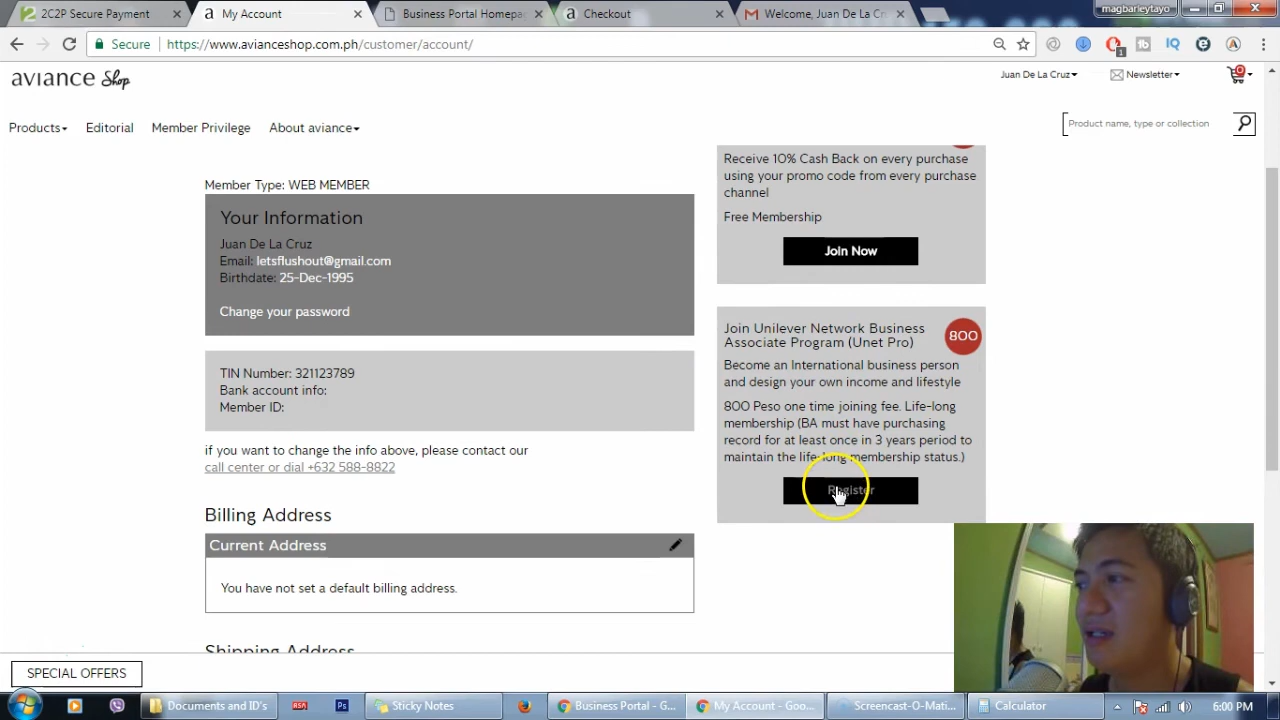 2C2P Secure Payment
My Account
Business Portal Homepa
Checkout
Welcome, Juan De La Cru
magbarleytayo
Secure
https://www.avianceshop.com.ph/customer/account/
1
aviance Shop
Juan De La Cruz
Newsletter
0
Products
Editorial
Member Privilege
About aviance
Product name, type or collection
Member Type: WEB MEMBER
Your Information
Juan De La Cruz
Email: letsflushout@gmail.com
Birthdate: 25-Dec-1995
Change your password
TIN Number: 321123789
Bank account info:
Member ID:
if you want to change the info above, please contact our
call center or dial +632 588-8822
Billing Address
Current Address
You have not set a default billing address.
Shipping Address
Receive 10% Cash Back on every purchase
using your promo code from every purchase
channel
Free Membership
Join Now
Join Unilever Network Business
Associate Program (Unet Pro)
800
Become an International business person
and design your own income and lifestyle
800 Peso one time joining fee. Life-long
membership (BA must have purchasing
record for at least once in 3 years period to
maintain the life-long membership status.)
Register
SPECIAL OFFERS
Documents and ID's
Sticky Notes
Business Portal - G...
My Account - Goo...
Screencast-O-Mati...
Calculator
6:00 PM